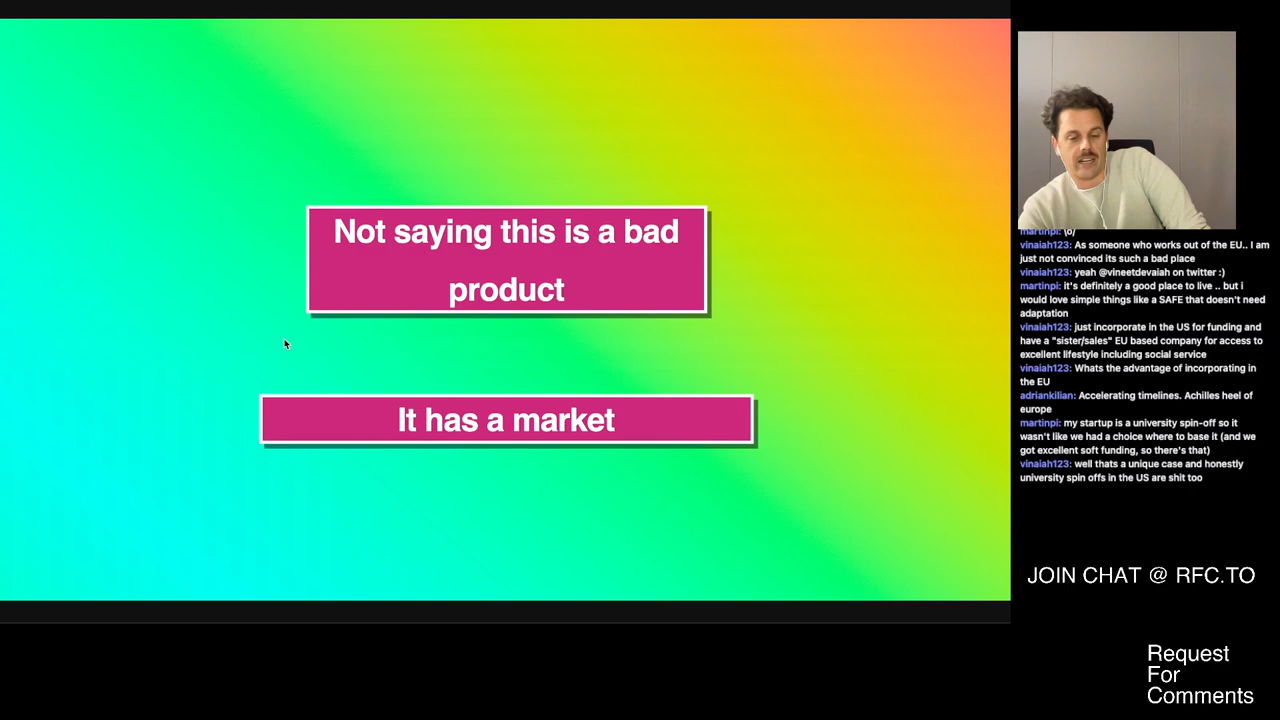 Not saying this is a bad
product
It has a market
martinpi: \o/
vinaiah123: As someone who works out of the EU.. I am
just not convinced its such a bad place
vinaiah123: yeah @vineetdevaiah on twitter :)
martinpi: it's definitely a good place to live .. but i
would love simple things like a SAFE that doesn't need
adaptation
vinaiah123: just incorporate in the US for funding and
have a "sister/sales" EU based company for access to
excellent lifestyle including social service
vinaiah123: Whats the advantage of incorporating in
the EU
adriankilian: Accelerating timelines. Achilles heel of
europe
martinpi: my startup is a university spin-off so it
wasn't like we had a choice where to base it (and we
got excellent soft funding, so there's that)
vinaiah123: well thats a unique case and honestly
university spin offs in the US are shit too
JOIN CHAT @ RFC.TO
Request
For
Comments